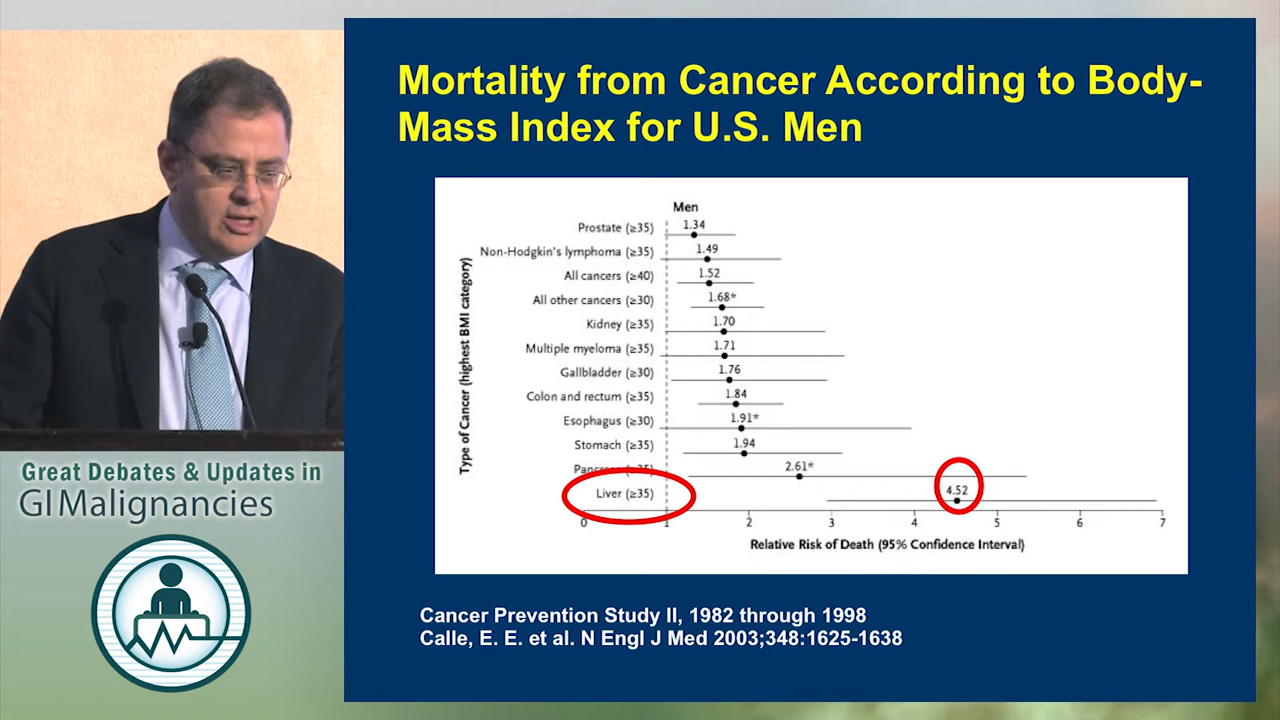 Mortality from Cancer According to Body-
Mass Index for U.S. Men
Men
Type of Cancer (highest BMI category)
Prostate (≥35) 1.34
Non-Hodgkin's lymphoma (≥35) 1.49
All cancers (≥40) 1.52
All other cancers (≥30) 1.68*
Kidney (≥35) 1.70
Multiple myeloma (≥35) 1.71
Gallbladder (≥30) 1.76
Colon and rectum (≥35) 1.84
Esophagus (≥30) 1.91*
Stomach (≥35) 1.94
Pancreas (≥35) 2.61*
Liver (≥35) 4.52
0 1 2 3 4 5 6 7
Relative Risk of Death (95% Confidence Interval)
Cancer Prevention Study II, 1982 through 1998
Calle, E. E. et al. N Engl J Med 2003;348:1625-1638
Great Debates & Updates in
GI Malignancies